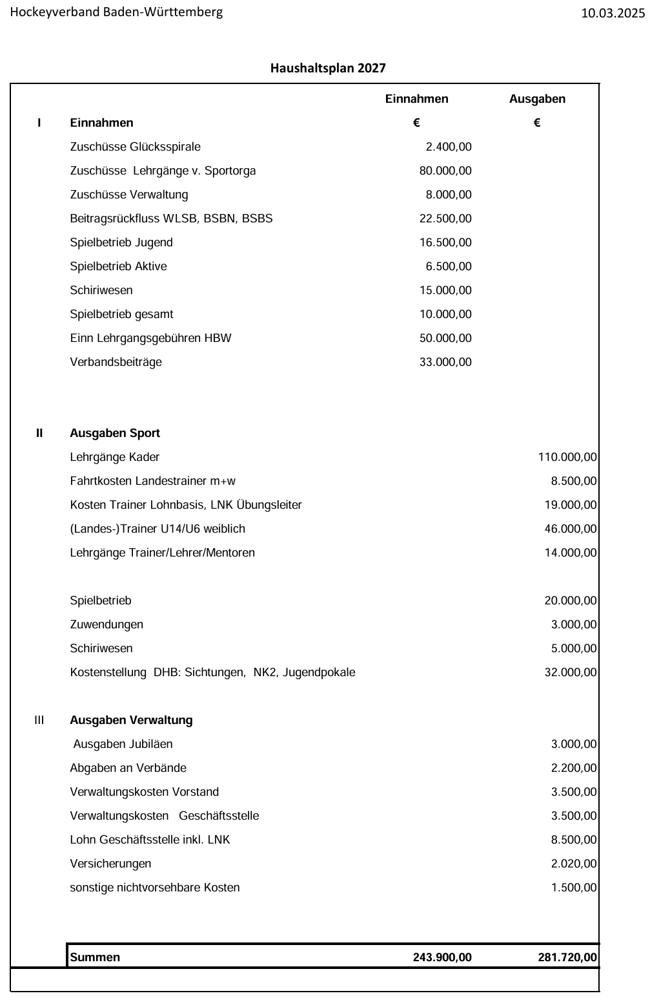 Hockeyverband Baden-Württemberg 10.03.2025
Haushaltsplan 2027
Einnahmen Ausgaben
I Einnahmen € €
Zuschüsse Glücksspirale 2.400,00
Zuschüsse Lehrgänge v. Sportorga 80.000,00
Zuschüsse Verwaltung 8.000,00
Beitragsrückfluss WLSB, BSBN, BSBS 22.500,00
Spielbetrieb Jugend 16.500,00
Spielbetrieb Aktive 6.500,00
Schiriwesen 15.000,00
Spielbetrieb gesamt 10.000,00
Einn Lehrgangsgebühren HBW 50.000,00
Verbandsbeiträge 33.000,00
II Ausgaben Sport
Lehrgänge Kader 110.000,00
Fahrtkosten Landestrainer m+w 8.500,00
Kosten Trainer Lohnbasis, LNK Übungsleiter 19.000,00
(Landes-)Trainer U14/U6 weiblich 46.000,00
Lehrgänge Trainer/Lehrer/Mentoren 14.000,00
Spielbetrieb 20.000,00
Zuwendungen 3.000,00
Schiriwesen 5.000,00
Kostenstellung DHB: Sichtungen, NK2, Jugendpokale 32.000,00
III Ausgaben Verwaltung
Ausgaben Jubiläen 3.000,00
Abgaben an Verbände 2.200,00
Verwaltungskosten Vorstand 3.500,00
Verwaltungskosten Geschäftsstelle 3.500,00
Lohn Geschäftsstelle inkl. LNK 8.500,00
Versicherungen 2.020,00
sonstige nichtvorsehbare Kosten 1.500,00
Summen 243.900,00 281.720,00